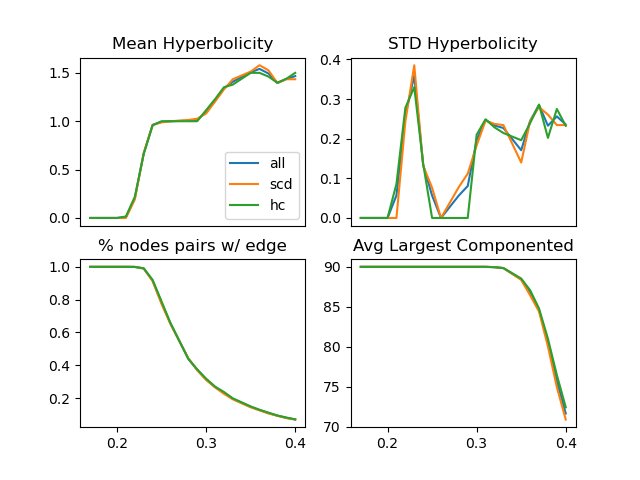 Mean Hyperbolicity
1.5
1.0
0.5
0.0
all
scd
hc
STD Hyperbolicity
0.4
0.3
0.2
0.1
0.0
% nodes pairs w/ edge
1.0
0.8
0.6
0.4
0.2
0.2 0.3 0.4
Avg Largest Componented
90
85
80
75
70
0.2 0.3 0.4